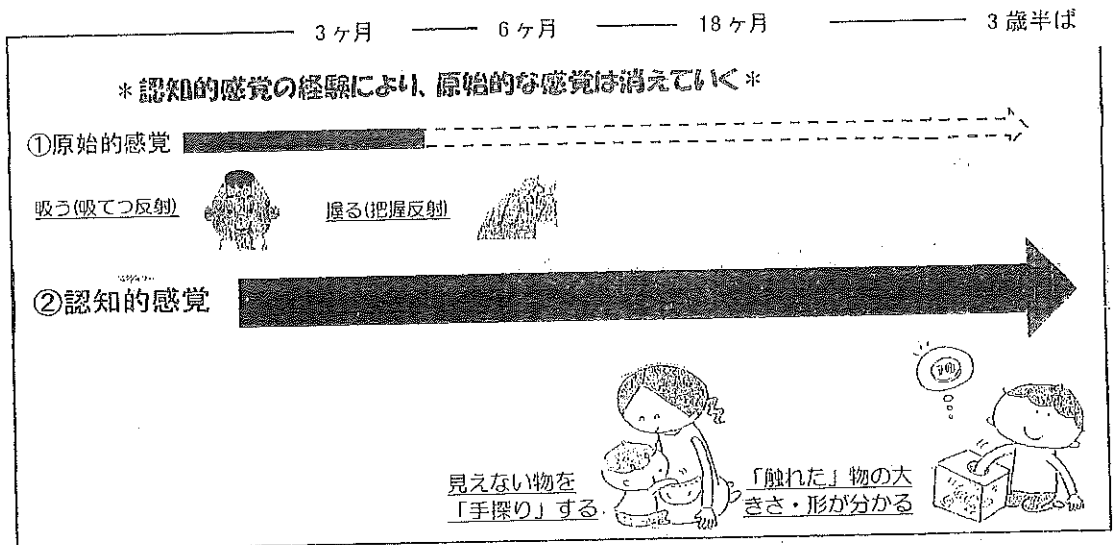 3ヶ月 6ヶ月 18ヶ月 3歳半ば
*認知的感覚の経験により、原始的な感覚は消えていく*
①原始的感覚
吸う(吸てつ反射) 握る(把握反射)
②認知的感覚
見えない物を
「手探り」する
「触れた」物の大
きさ・形が分かる
10